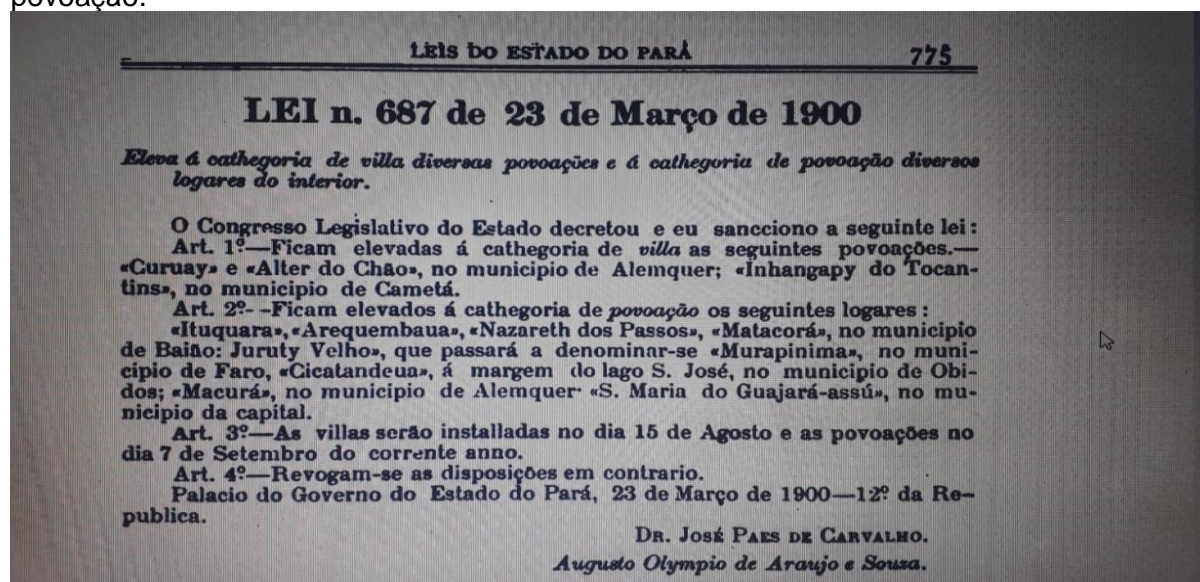 povoação.
LEIS DO ESTADO DO PARÁ 775
LEI n. 687 de 23 de Março de 1900
Eleva á cathegoria de villa diversas povoações e á cathegoria de povoação diversos
logares do interior.
O Congresso Legislativo do Estado decretou e eu sancciono a seguinte lei:
Art. 1º—Ficam elevadas á cathegoria de villa as seguintes povoações.—
«Curuay» e «Alter do Chao», no municipio de Alemquer; «Inhangapy do Tocan-
tins», no municipio de Cametá.
Art. 2º- -Ficam elevados á cathegoria de povoação os seguintes logares:
«Ituquara», «Arequembaua», «Nazareth dos Passos», «Matacorá», no municipio
de Baião: Juruty Velho», que passará a denominar-se «Murapinima», no muni-
cipio de Faro, «Cicatandeua», á margem do lago S. José, no municipio de Obi-
dos; «Macurá», no municipio de Alemquer· «S. Maria do Guajará-assú», no mu-
nicipio da capital.
Art. 3º—As villas serão installadas no dia 15 de Agosto e as povoações no
dia 7 de Setembro do corrente anno.
Art. 4º—Revogam-se as disposições em contrario.
Palacio do Governo do Estado do Pará, 23 de Março de 1900—12º da Re-
publica.
DR. JOSÉ PAES DE CARVALHO.
Augusto Olympio de Araujo e Souza.